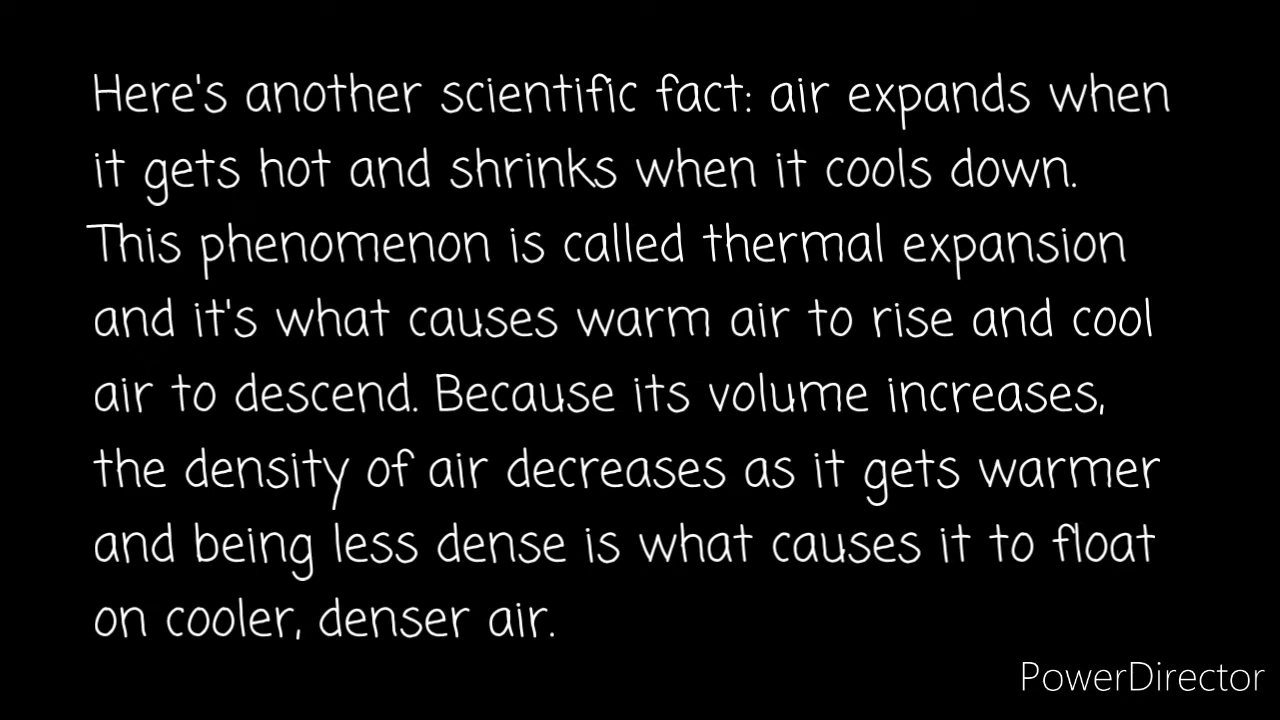 Here's another scientific fact: air expands when
it gets hot and shrinks when it cools down.
This phenomenon is called thermal expansion
and it's what causes warm air to rise and cool
air to descend. Because its volume increases,
the density of air decreases as it gets warmer
and being less dense is what causes it to float
on cooler, denser air.
PowerDirector